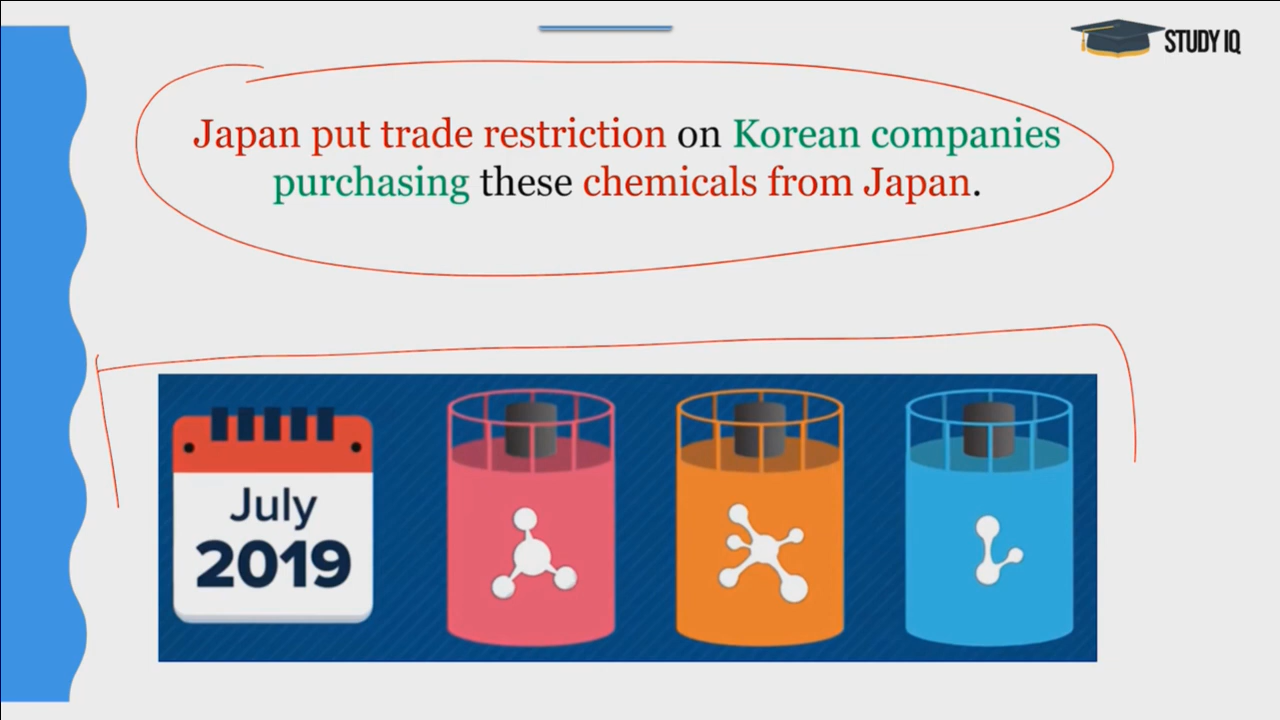 STUDY IQ
Japan put trade restriction on Korean companies
purchasing these chemicals from Japan.
July
2019